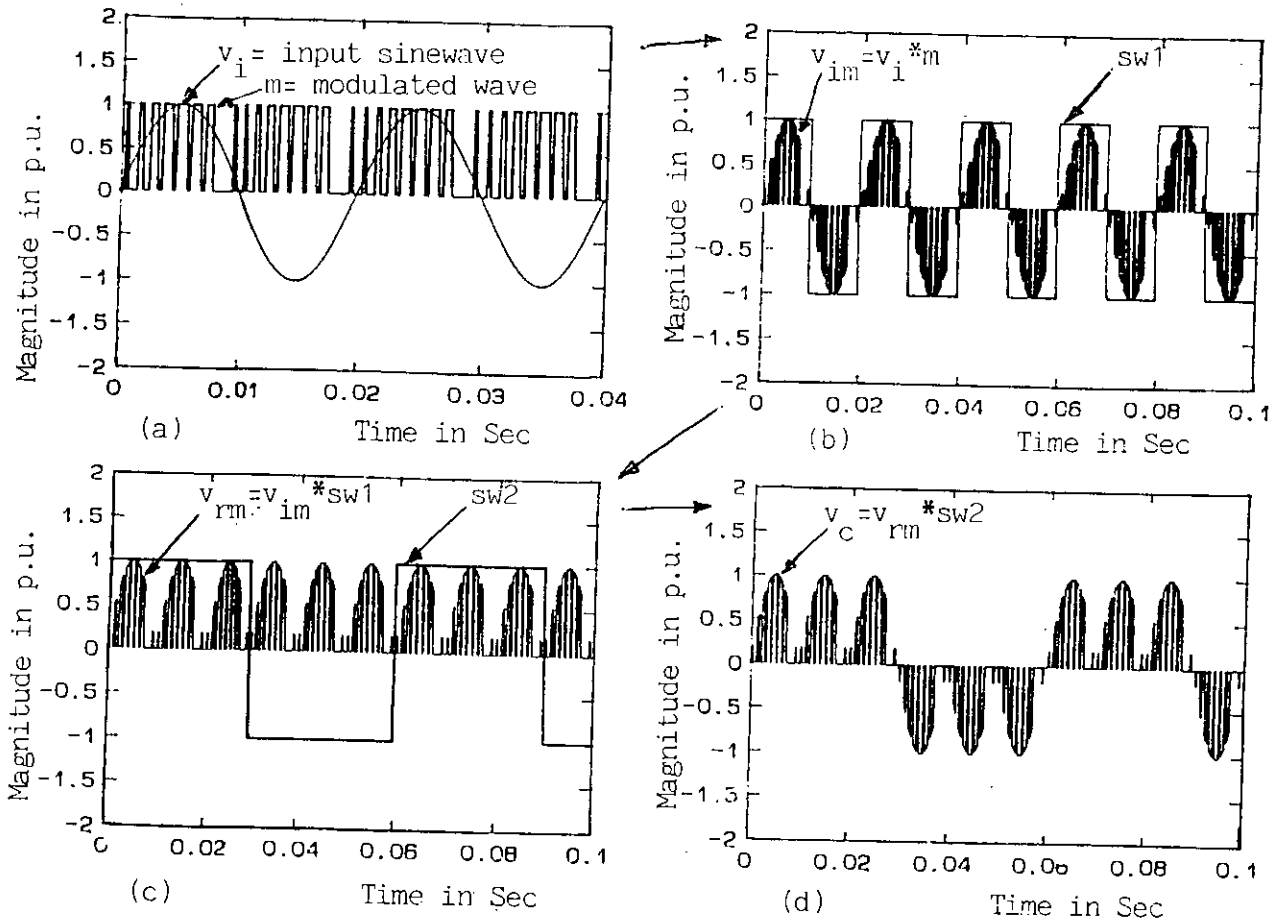 2
1.5
1
0.5
0
-0.5
-1
-1.5
-2
Magnitude in p.u.
v_i= input sinewave
m= modulated wave
0 0.01 0.02 0.03 0.04
(a) Time in Sec
2
1.5
1
0.5
0
-0.5
-1
-1.5
-2
Magnitude in p.u.
v_im=v_i*m
sw1
0 0.02 0.04 0.06 0.08 0.1
(b) Time in Sec
2
1.5
1
0.5
0
-0.5
-1
-1.5
-2
Magnitude in p.u.
v_rm=v_im*sw1
sw2
0 0.02 0.04 0.06 0.08 0.1
(c) Time in Sec
2
1.5
1
0.5
0
-0.5
-1
-1.5
-2
Magnitude in p.u.
v_c=v_rm*sw2
0 0.02 0.04 0.06 0.08 0.1
(d) Time in Sec